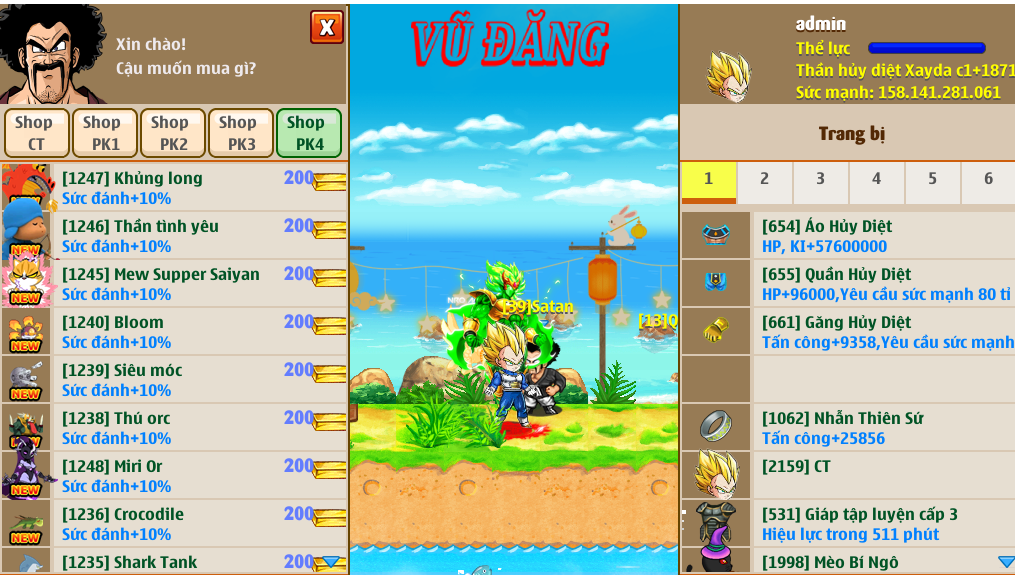 Xin chào!
Cậu muốn mua gì?
X
Shop CT
Shop PK1
Shop PK2
Shop PK3
Shop PK4
[1247] Khủng long
200
Sức đánh+10%
[1246] Thần tình yêu
200
Sức đánh+10%
NEW
[1245] Mew Supper Saiyan
200
Sức đánh+10%
NEW
[1240] Bloom
200
Sức đánh+10%
NEW
[1239] Siêu móc
200
Sức đánh+10%
NEW
[1238] Thú orc
200
Sức đánh+10%
[1248] Miri Or
200
Sức đánh+10%
NEW
[1236] Crocodile
200
Sức đánh+10%
NEW
[1235] Shark Tank
200
VŨ ĐĂNG
[39]Satan
[13]Q
admin
Thể lực
Thần hủy diệt Xayda c1+1871
Sức mạnh: 158.141.281.061
Trang bị
1
2
3
4
5
6
[654] Áo Hủy Diệt
HP, KI+57600000
[655] Quần Hủy Diệt
HP+96000,Yêu cầu sức mạnh 80 tỉ
[661] Găng Hủy Diệt
Tấn công+9358,Yêu cầu sức mạnh
[1062] Nhẫn Thiên Sứ
Tấn công+25856
[2159] CT
[531] Giáp tập luyện cấp 3
Hiệu lực trong 511 phút
[1998] Mèo Bí Ngô